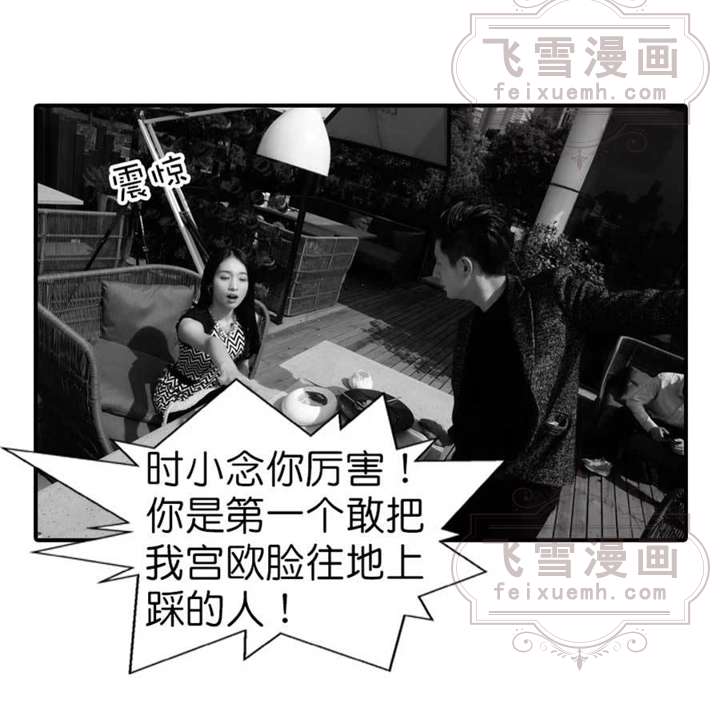 飞雪漫画
feixuemh.com
震惊
时小念你厉害！
你是第一个敢把
我宫欧脸往地上
踩的人！
飞雪漫画
feixuemh.com